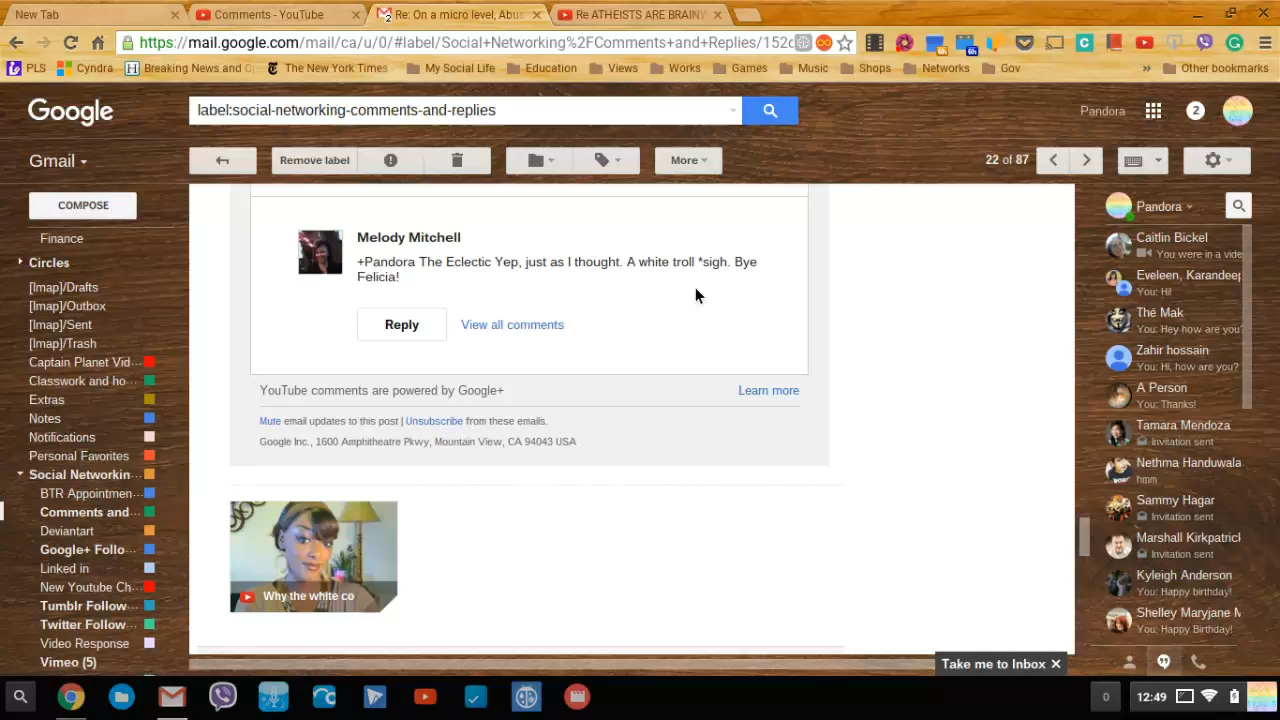 New Tab
Comments - YouTube
Re: On a micro level, Abus
Re ATHEISTS ARE BRAINW
https://mail.google.com/mail/ca/u/0/#label/Social+Networking%2FComments+and+Replies/152c
PLS
Cyndra
Breaking News and O
The New York Times
My Social Life
Education
Views
Works
Games
Music
Shops
Networks
Gov
Other bookmarks
Google
label:social-networking-comments-and-replies
Pandora
2
Gmail
Remove label
More
22 of 87
COMPOSE
Finance
Circles
[Imap]/Drafts
[Imap]/Outbox
[Imap]/Sent
[Imap]/Trash
Captain Planet Vid
Classwork and ho
Extras
Notes
Notifications
Personal Favorites
Social Networkin
BTR Appointmen
Comments and
Deviantart
Google+ Follo
Linked in
New Youtube Ch
Tumblr Follow
Twitter Follow
Video Response
Vimeo (5)
Melody Mitchell
+Pandora The Eclectic Yep, just as I thought. A white troll *sigh. Bye
Felicia!
Reply
View all comments
YouTube comments are powered by Google+
Learn more
Mute email updates to this post | Unsubscribe from these emails.
Google Inc., 1600 Amphitheatre Pkwy, Mountain View, CA 94043 USA
Why the white co
Pandora
Caitlin Bickel
You were in a vide
Eveleen, Karandeep
You: Hi!
The Mak
You: Hey how are you?
Zahir hossain
You: Hi, how are you?
A Person
You: Thanks!
Tamara Mendoza
Invitation sent
Nethma Handuwala
hmm
Sammy Hagar
Invitation sent
Marshall Kirkpatrick
Invitation sent
Kyleigh Anderson
You: Happy birthday!
Shelley Maryjane M
You: Happy Birthday!
Take me to Inbox
0
12:49